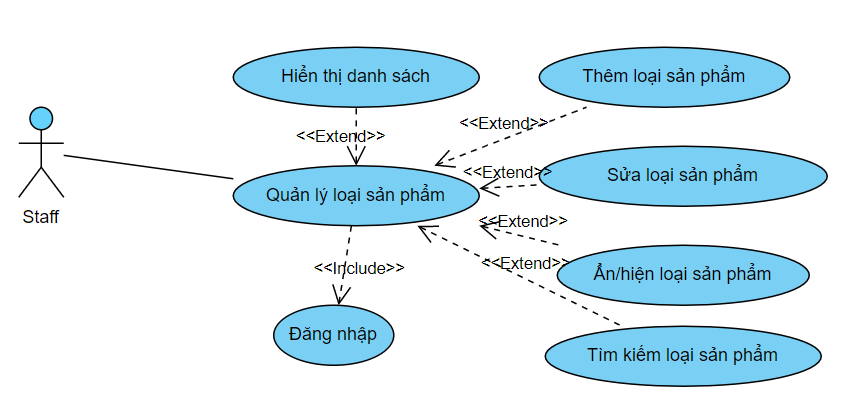 Hiển thị danh sách
Thêm loại sản phẩm
<<Extend>>
<<Extend>>
Staff
Quản lý loại sản phẩm
<<Extend>>
Sửa loại sản phẩm
<<Extend>>
<<Include>>
<<Extend>>
Ẩn/hiện loại sản phẩm
Đăng nhập
Tìm kiếm loại sản phẩm